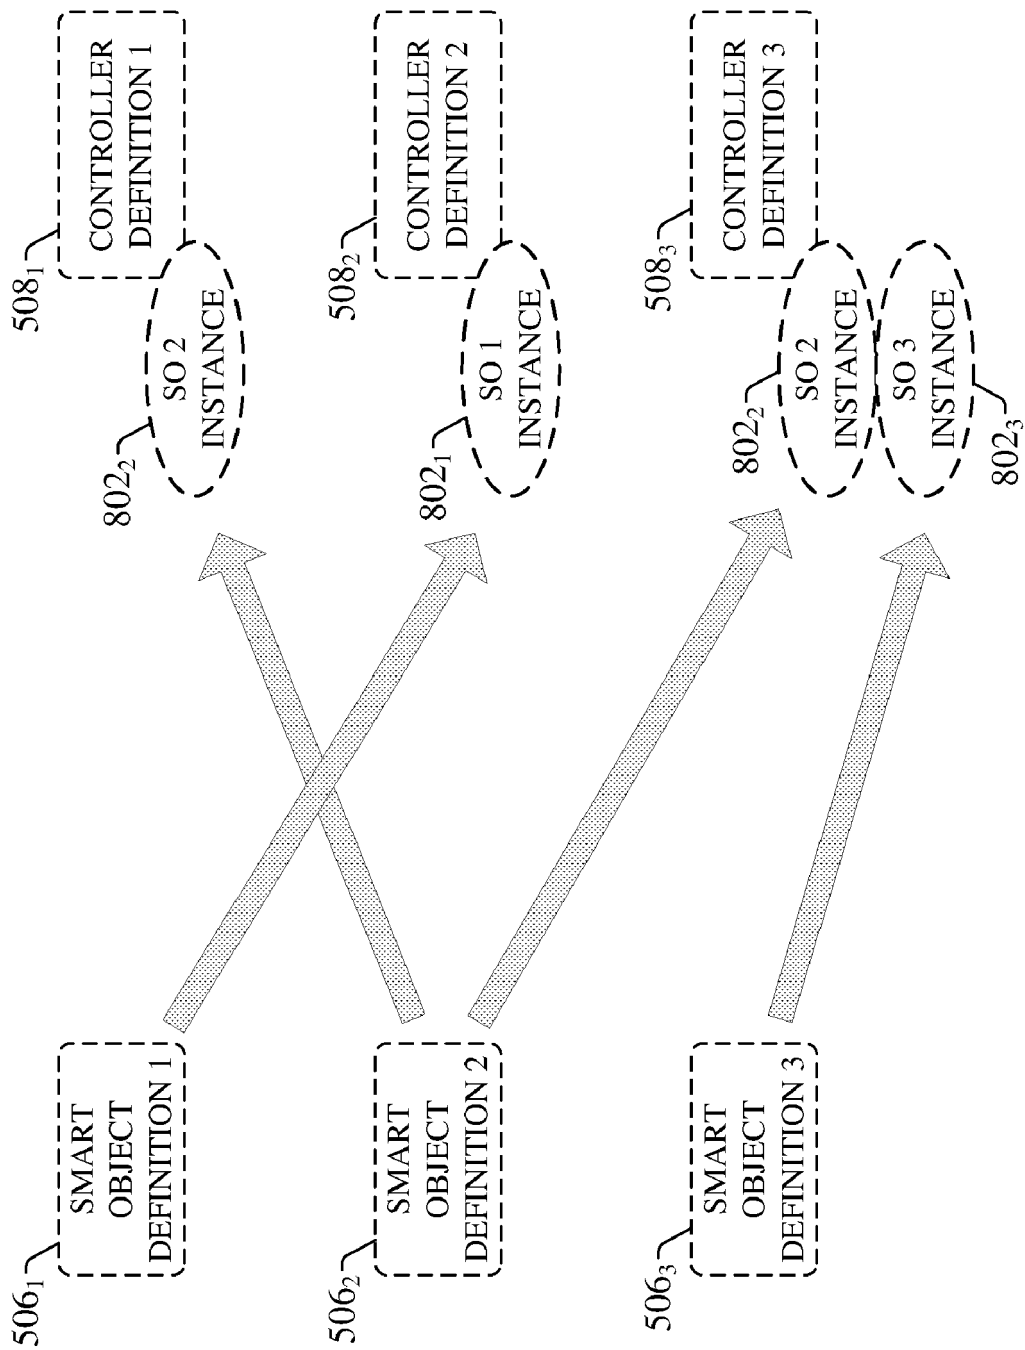 506₁
SMART
OBJECT
DEFINITION 1
506₂
SMART
OBJECT
DEFINITION 2
506₃
SMART
OBJECT
DEFINITION 3
508₁
CONTROLLER
DEFINITION 1
802₂
SO 2
INSTANCE
508₂
CONTROLLER
DEFINITION 2
802₁
SO 1
INSTANCE
508₃
CONTROLLER
DEFINITION 3
802₂
SO 2
INSTANCE
SO 3
INSTANCE
802₃